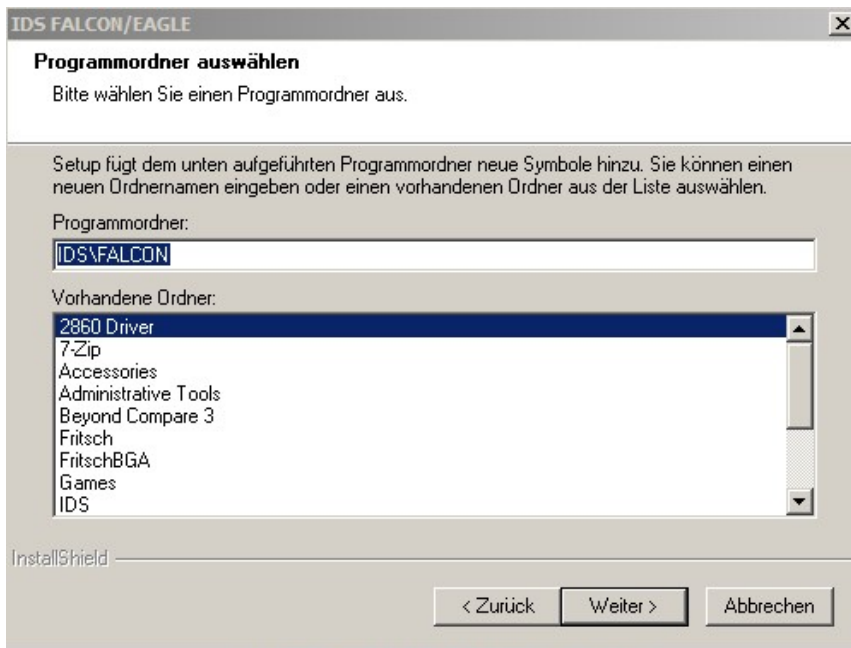 IDS FALCON/EAGLE
Programmordner auswählen
Bitte wählen Sie einen Programmordner aus.
Setup fügt dem unten aufgeführten Programmordner neue Symbole hinzu. Sie können einen
neuen Ordnernamen eingeben oder einen vorhandenen Ordner aus der Liste auswählen.
Programmordner:
IDS\FALCON
Vorhandene Ordner:
2860 Driver
7-Zip
Accessories
Administrative Tools
Beyond Compare 3
Fritsch
FritschBGA
Games
IDS
InstallShield
< Zurück
Weiter >
Abbrechen